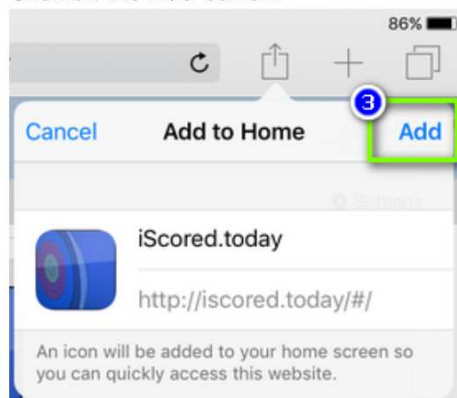 86%
3
Cancel Add to Home Add
Settings
iScored.today
http://iscored.today/#/
An icon will be added to your home screen so
you can quickly access this website.